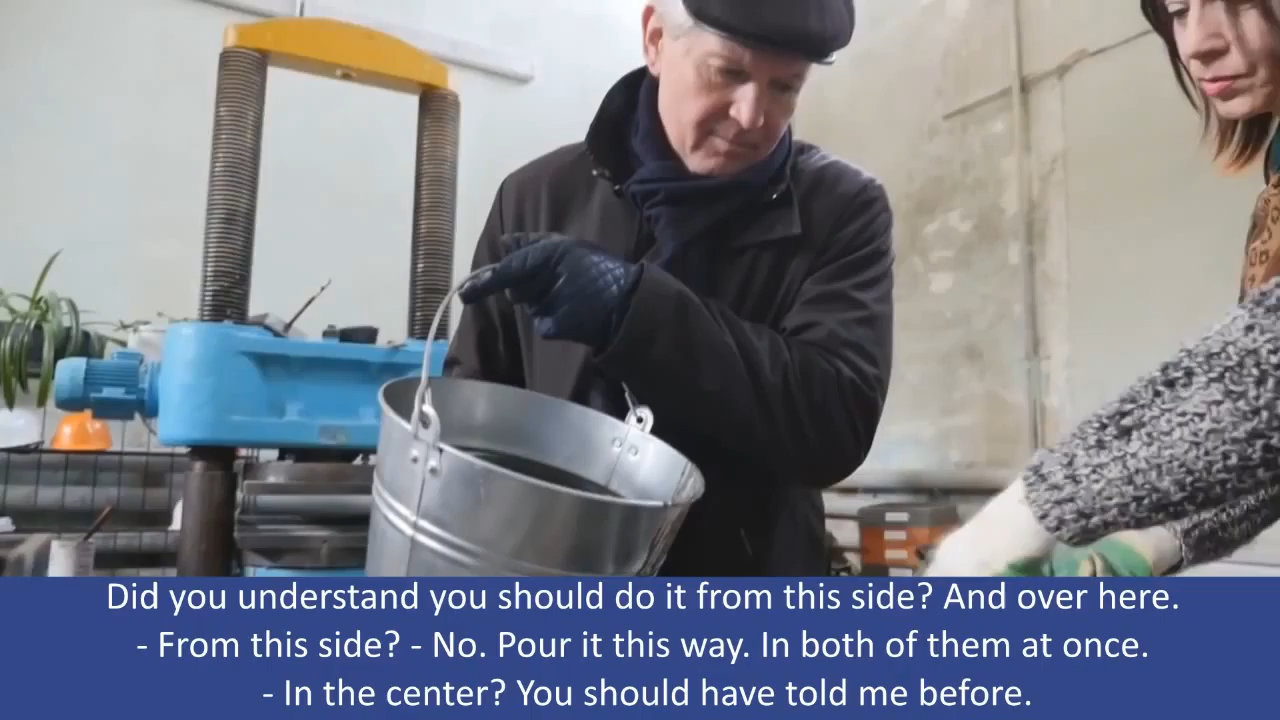 Did you understand you should do it from this side? And over here.
- From this side? - No. Pour it this way. In both of them at once.
- In the center? You should have told me before.